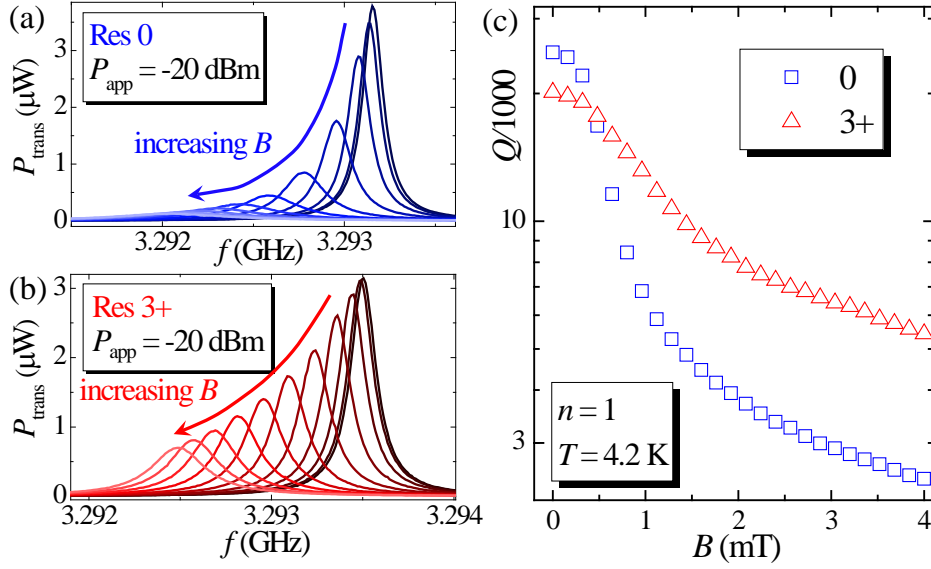 (a)
Res 0
P_app = -20 dBm
increasing B
P_trans (μW)
3
2
1
0
3.292
3.293
f (GHz)
(b)
Res 3+
P_app = -20 dBm
increasing B
P_trans (μW)
3
2
1
0
3.292
3.293
3.294
f (GHz)
(c)
0
3+
Q/1000
1000
10
3
n = 1
T = 4.2 K
0
1
2
3
4
B (mT)